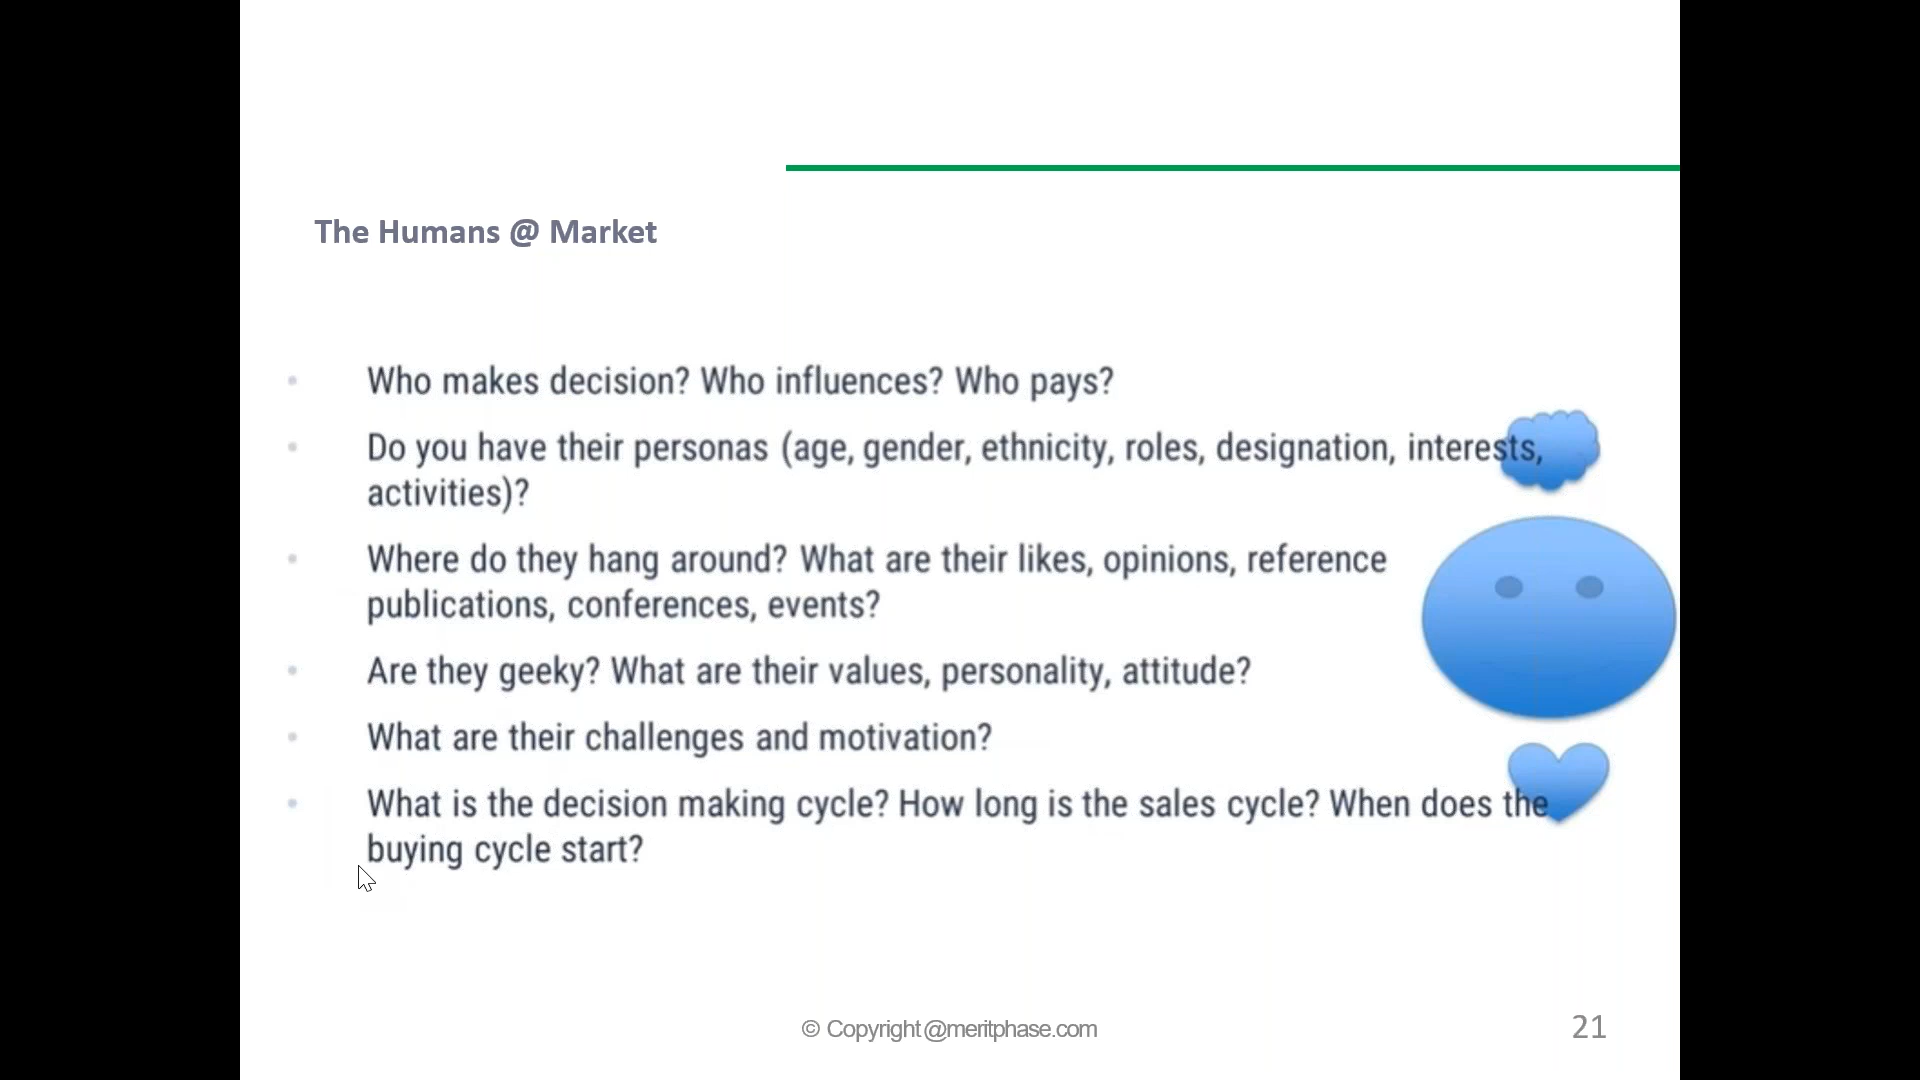 The Humans @ Market
Who makes decision? Who influences? Who pays?
Do you have their personas (age, gender, ethnicity, roles, designation, interests,
activities)?
Where do they hang around? What are their likes, opinions, reference
publications, conferences, events?
Are they geeky? What are their values, personality, attitude?
What are their challenges and motivation?
What is the decision making cycle? How long is the sales cycle? When does the
buying cycle start?
© Copyright@meritphase.com
21